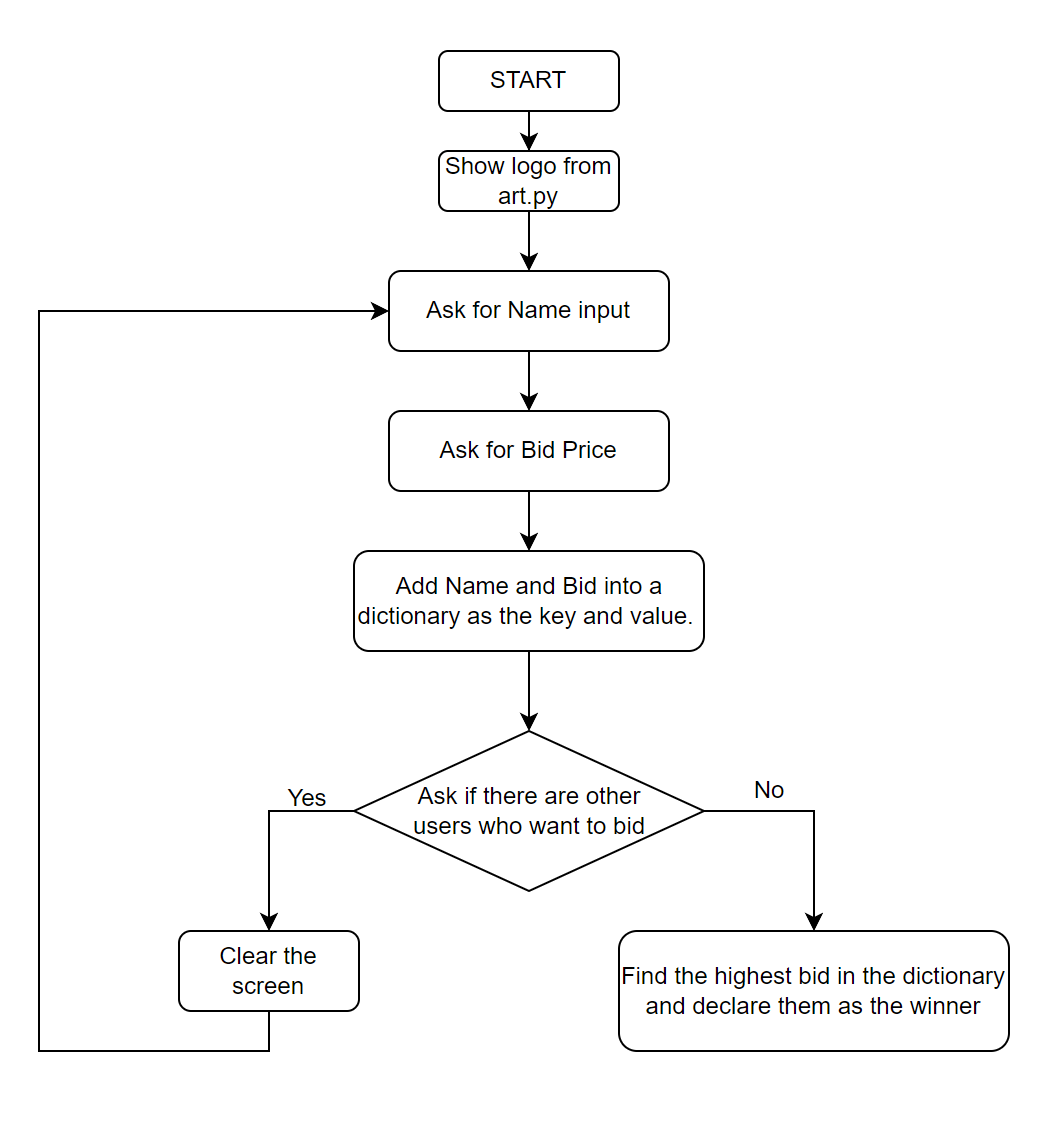 START
Show logo from
art.py
Ask for Name input
Ask for Bid Price
Add Name and Bid into a
dictionary as the key and value.
Ask if there are other
users who want to bid
Yes
No
Clear the
screen
Find the highest bid in the dictionary
and declare them as the winner